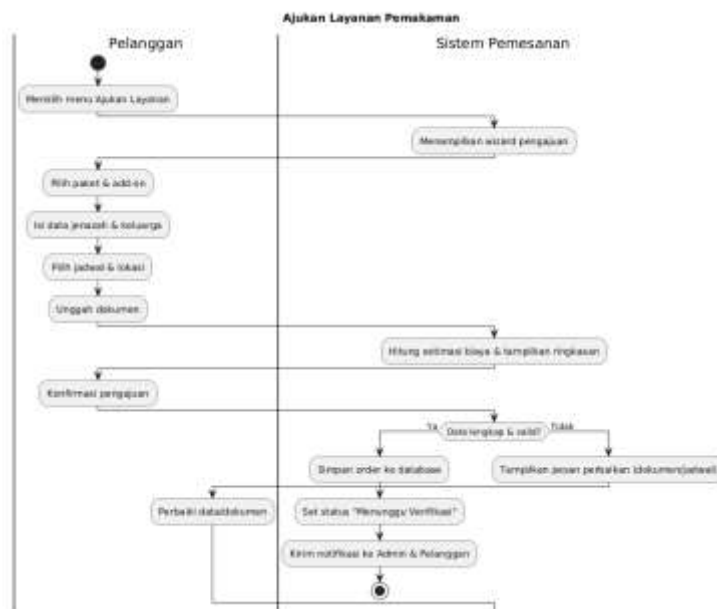 Ajukan Layanan Pemakaman
Pelanggan
Sistem Pemesanan
Memilih menu Ajukan Layanan
Menampilkan wizard pengajuan
Pilih paket & add-on
Isi data jenazah & keluarga
Pilih jadwal & lokasi
Unggah dokumen
Hitung estimasi biaya & tampilkan ringkasan
Konfirmasi pengajuan
Ya
Data lengkap & valid?
Tidak
Simpan order ke database
Tampilkan pesan perbaikan (dokumen/jadwal)
Perbaiki data/dokumen
Set status "Menunggu Verifikasi"
Kirim notifikasi ke Admin & Pelanggan